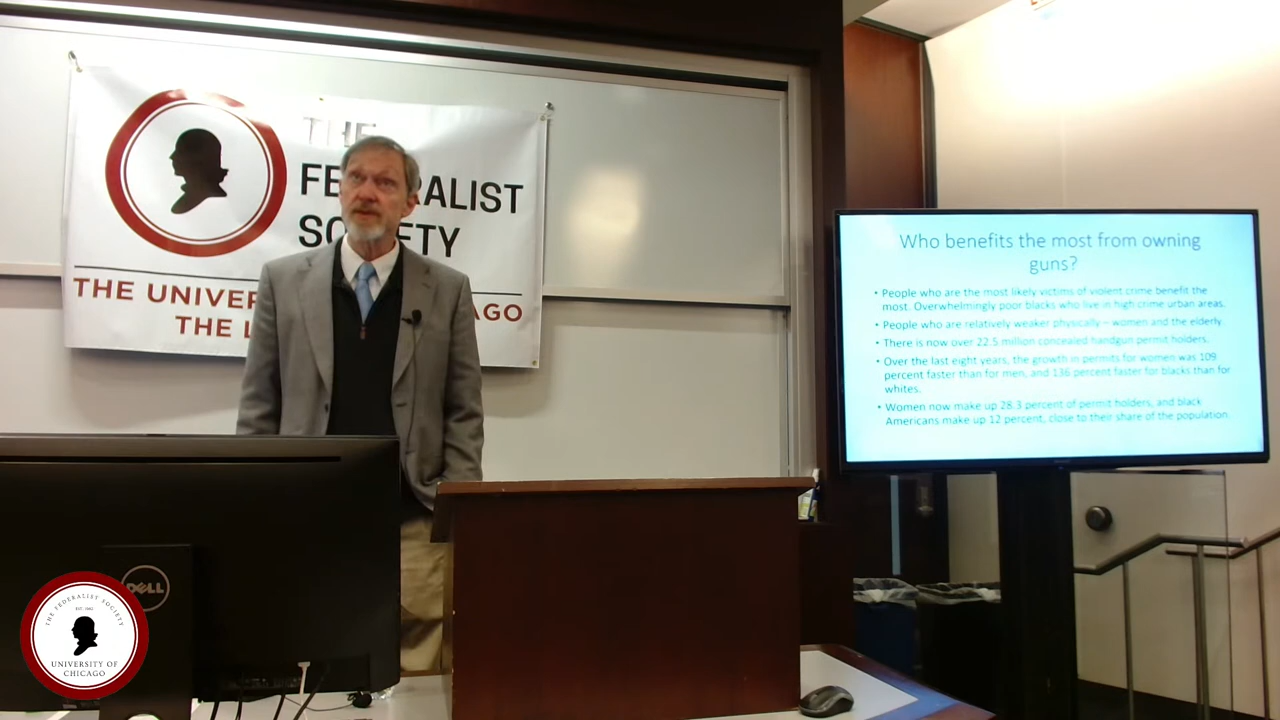 THE
FE RALIST
SO ETY
THE UNIVER AGO
THE L
Who benefits the most from owning
guns?
• People who are the most likely victims of violent crime benefit the
most. Overwhelmingly poor blacks who live in high crime urban areas.
• People who are relatively weaker physically – women and the elderly.
• There is now over 22.5 million concealed handgun permit holders.
• Over the last eight years, the growth in permits for women was 109
percent faster than for men, and 136 percent faster for blacks than for
whites.
• Women now make up 28.3 percent of permit holders, and black
Americans make up 12 percent, close to their share of the population.
DELL
THE FEDERALIST SOCIETY
EST. 1982
UNIVERSITY OF
CHICAGO